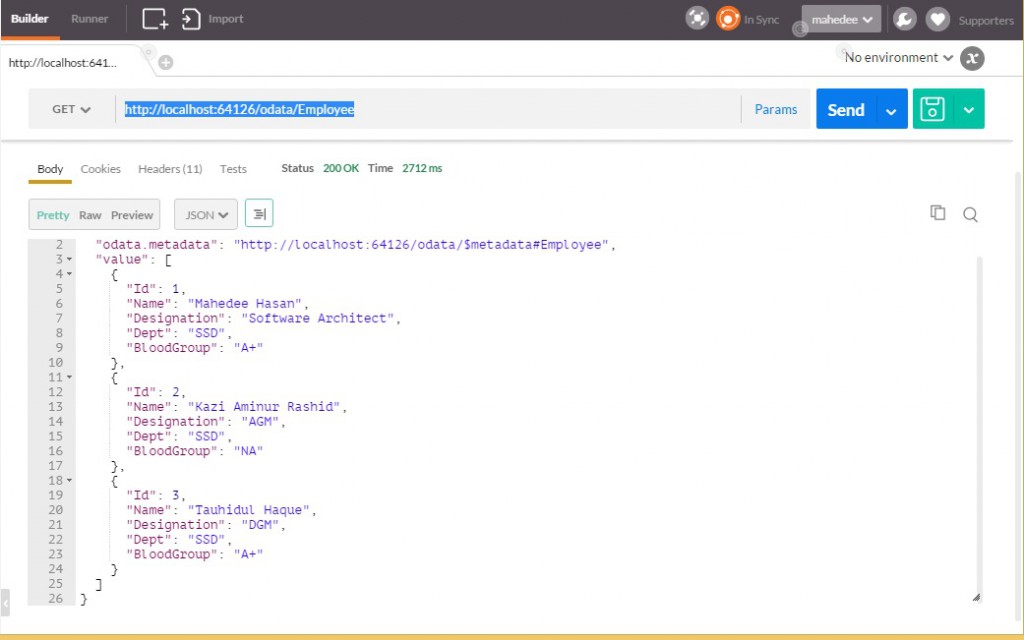 Builder Runner Import In Sync mahedee Supporters
http://localhost:641... No environment x
GET http://localhost:64126/odata/Employee Params Send
Body Cookies Headers (11) Tests Status 200 OK Time 2712 ms
Pretty Raw Preview JSON
2 "odata.metadata": "http://localhost:64126/odata/$metadata#Employee",
3 "value": [
4 {
5 "Id": 1,
6 "Name": "Mahedee Hasan",
7 "Designation": "Software Architect",
8 "Dept": "SSD",
9 "BloodGroup": "A+"
10 },
11 {
12 "Id": 2,
13 "Name": "Kazi Aminur Rashid",
14 "Designation": "AGM",
15 "Dept": "SSD",
16 "BloodGroup": "NA"
17 },
18 {
19 "Id": 3,
20 "Name": "Tauhidul Haque",
21 "Designation": "DGM",
22 "Dept": "SSD",
23 "BloodGroup": "A+"
24 }
25 ]
26 }